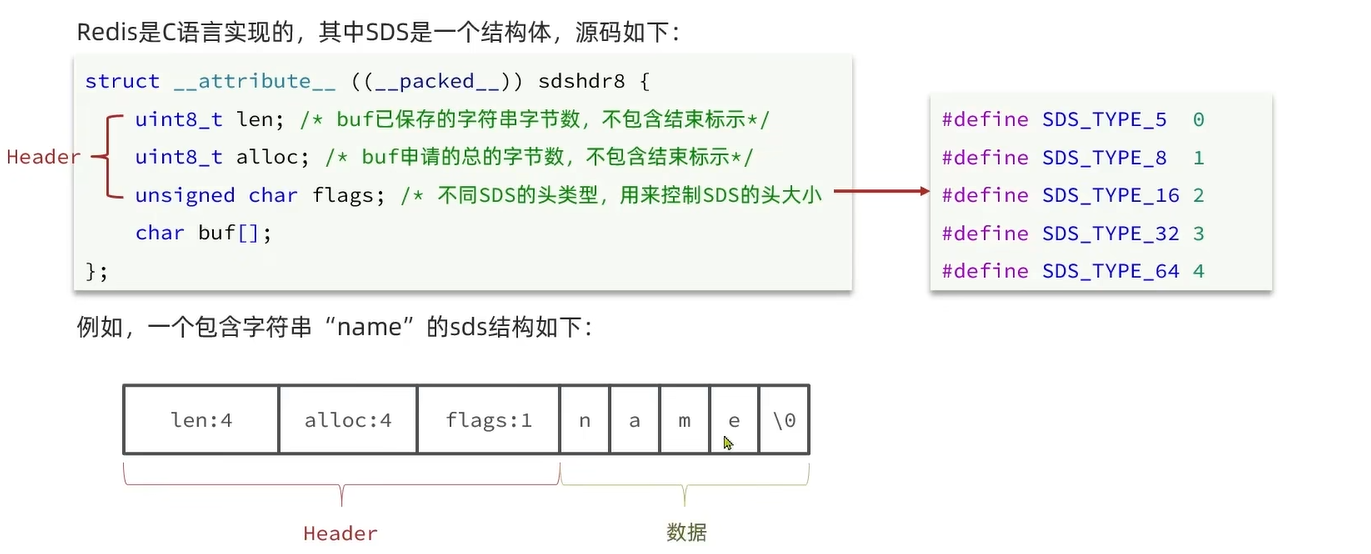 Redis是C语言实现的，其中SDS是一个结构体，源码如下：
struct __attribute__ ((__packed__)) sdshdr8 {
uint8_t len; /* buf已保存的字符串字节数，不包含结束标示*/
uint8_t alloc; /* buf申请的总的字节数，不包含结束标示*/
unsigned char flags; /* 不同SDS的头类型，用来控制SDS的头大小
char buf[];
};
Header
#define SDS_TYPE_5 0
#define SDS_TYPE_8 1
#define SDS_TYPE_16 2
#define SDS_TYPE_32 3
#define SDS_TYPE_64 4
例如，一个包含字符串“name”的sds结构如下：
len:4 alloc:4 flags:1 n a m e \0
Header 数据